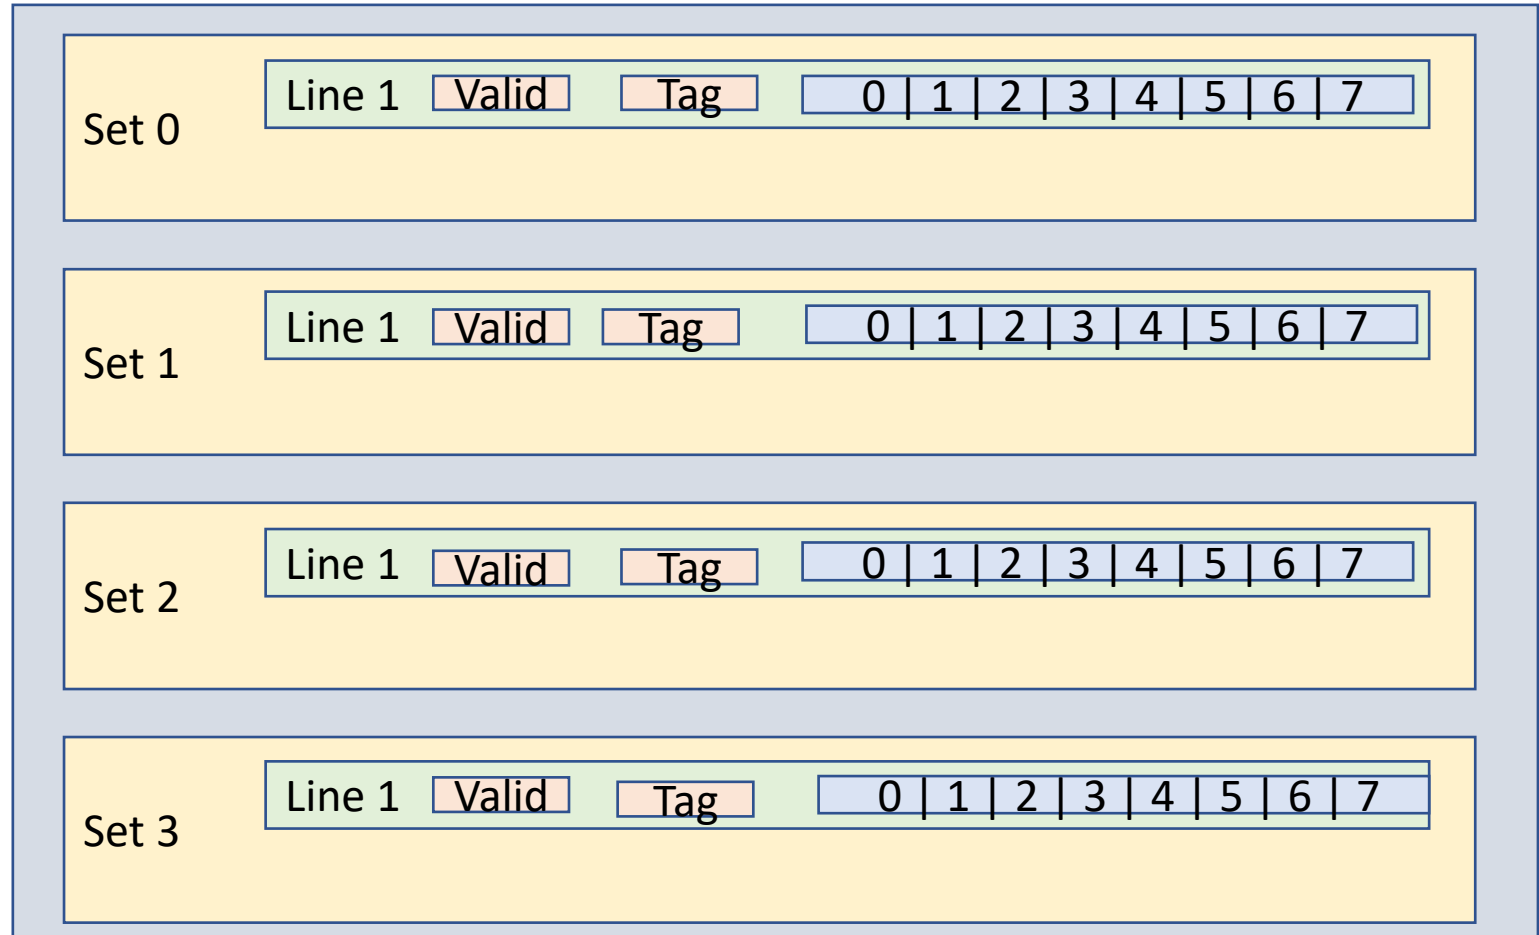 Line 1 Valid Tag 0 | 1 | 2 | 3 | 4 | 5 | 6 | 7
Set 0
Line 1 Valid Tag 0 | 1 | 2 | 3 | 4 | 5 | 6 | 7
Set 1
Line 1 Valid Tag 0 | 1 | 2 | 3 | 4 | 5 | 6 | 7
Set 2
Line 1 Valid Tag 0 | 1 | 2 | 3 | 4 | 5 | 6 | 7
Set 3